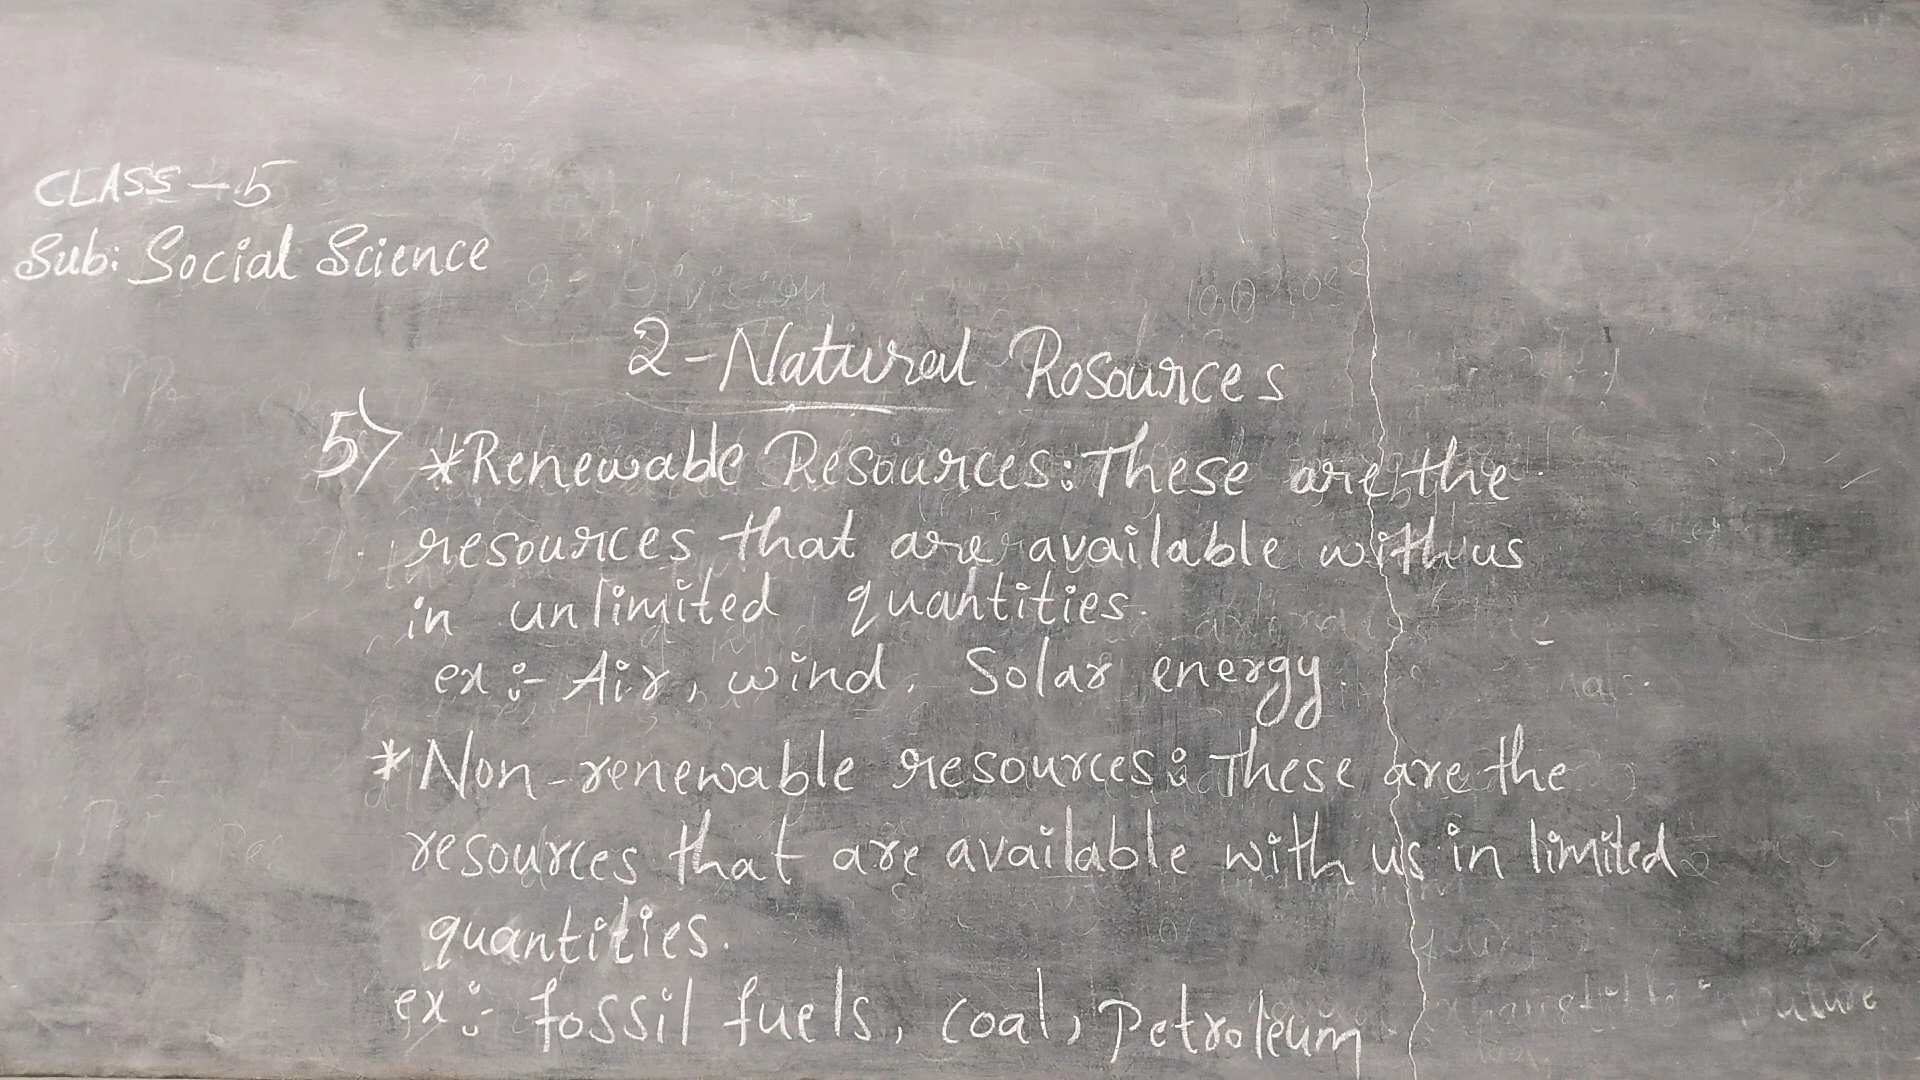 CLASS - 5
Sub: Social Science
2 - Natural Rosources
5) *Renewable Resources: These are the
resources that are available with us
in unlimited quantities.
ex:- Air, wind, Solar energy.
*Non-renewable resources: These are the
resources that are available with us in limited
quantities.
ex:- fossil fuels, coal, Petroleum